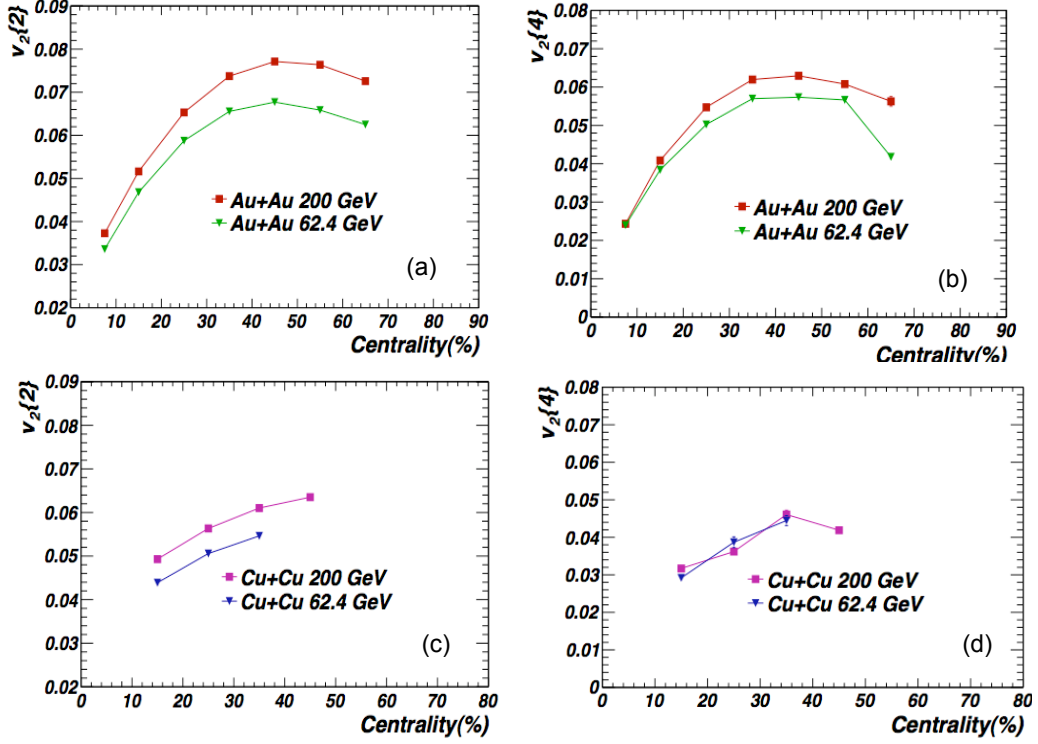 v2{2}
0.09
0.08
0.07
0.06
0.05
0.04
0.03
0.02
Au+Au 200 GeV
Au+Au 62.4 GeV
(a)
0 10 20 30 40 50 60 70 80 90
Centrality(%)
v2{4}
0.08
0.07
0.06
0.05
0.04
0.03
0.02
0.01
0
Au+Au 200 GeV
Au+Au 62.4 GeV
(b)
0 10 20 30 40 50 60 70 80 90
Centrality(%)
v2{2}
0.09
0.08
0.07
0.06
0.05
0.04
0.03
0.02
Cu+Cu 200 GeV
Cu+Cu 62.4 GeV
(c)
0 10 20 30 40 50 60 70 80
Centrality(%)
v2{4}
0.08
0.07
0.06
0.05
0.04
0.03
0.02
0.01
0
Cu+Cu 200 GeV
Cu+Cu 62.4 GeV
(d)
0 10 20 30 40 50 60 70 80
Centrality(%)